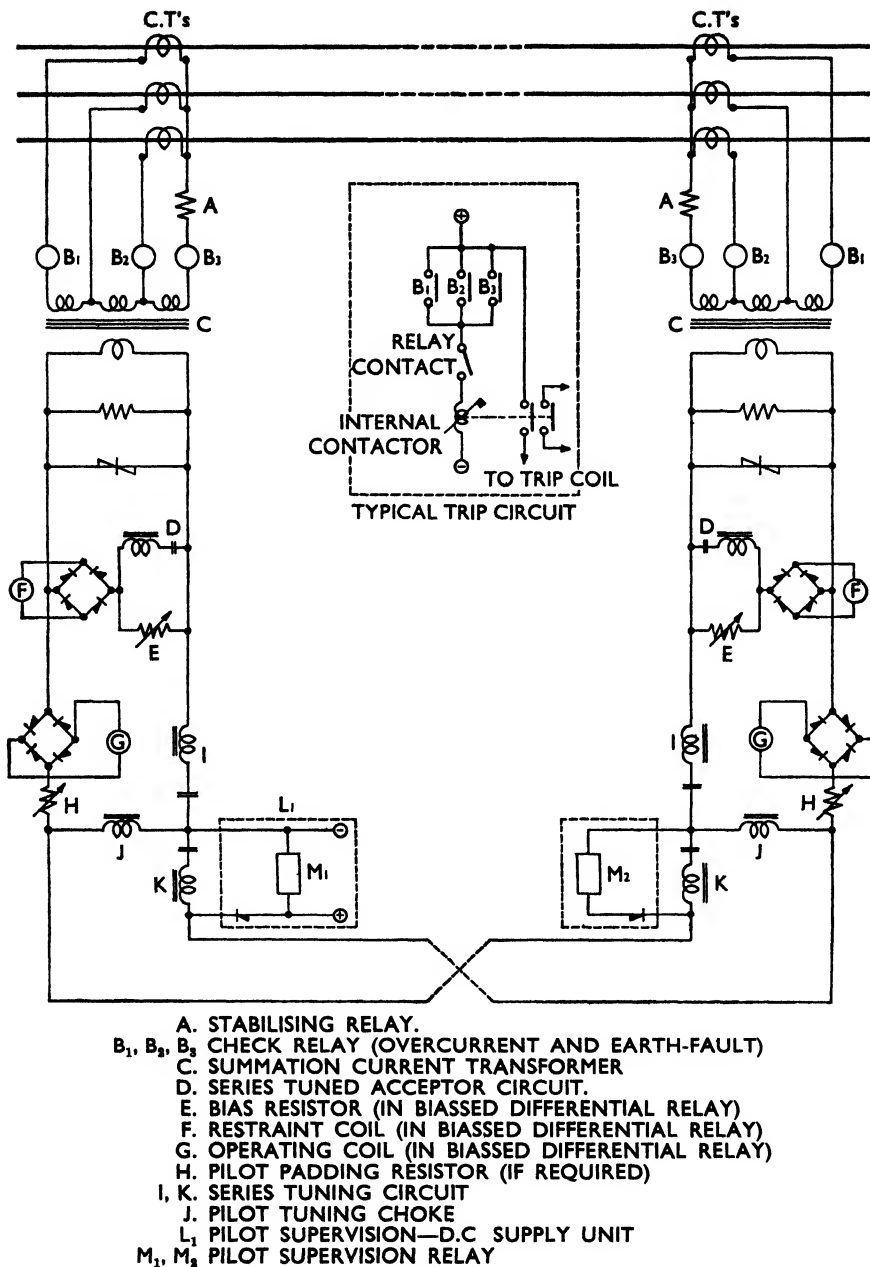 C.T's C.T's
A A
B₁ B₂ B₃ B₃ B₂ B₁
C C
⊕
B₁ B₂ B₃
RELAY
CONTACT
INTERNAL
CONTACTOR
⊖
TO TRIP COIL
TYPICAL TRIP CIRCUIT
D D
F F
E E
G I I G
H L₁ H
⊖
J M₁ M₂ J
K K
⊕
A. STABILISING RELAY.
B₁, B₂, B₃ CHECK RELAY (OVERCURRENT AND EARTH-FAULT)
C. SUMMATION CURRENT TRANSFORMER
D. SERIES TUNED ACCEPTOR CIRCUIT.
E. BIAS RESISTOR (IN BIASSED DIFFERENTIAL RELAY)
F. RESTRAINT COIL (IN BIASSED DIFFERENTIAL RELAY)
G. OPERATING COIL (IN BIASSED DIFFERENTIAL RELAY)
H. PILOT PADDING RESISTOR (IF REQUIRED)
I, K. SERIES TUNING CIRCUIT
J. PILOT TUNING CHOKE
L₁ PILOT SUPERVISION—D.C SUPPLY UNIT
M₁, M₂ PILOT SUPERVISION RELAY